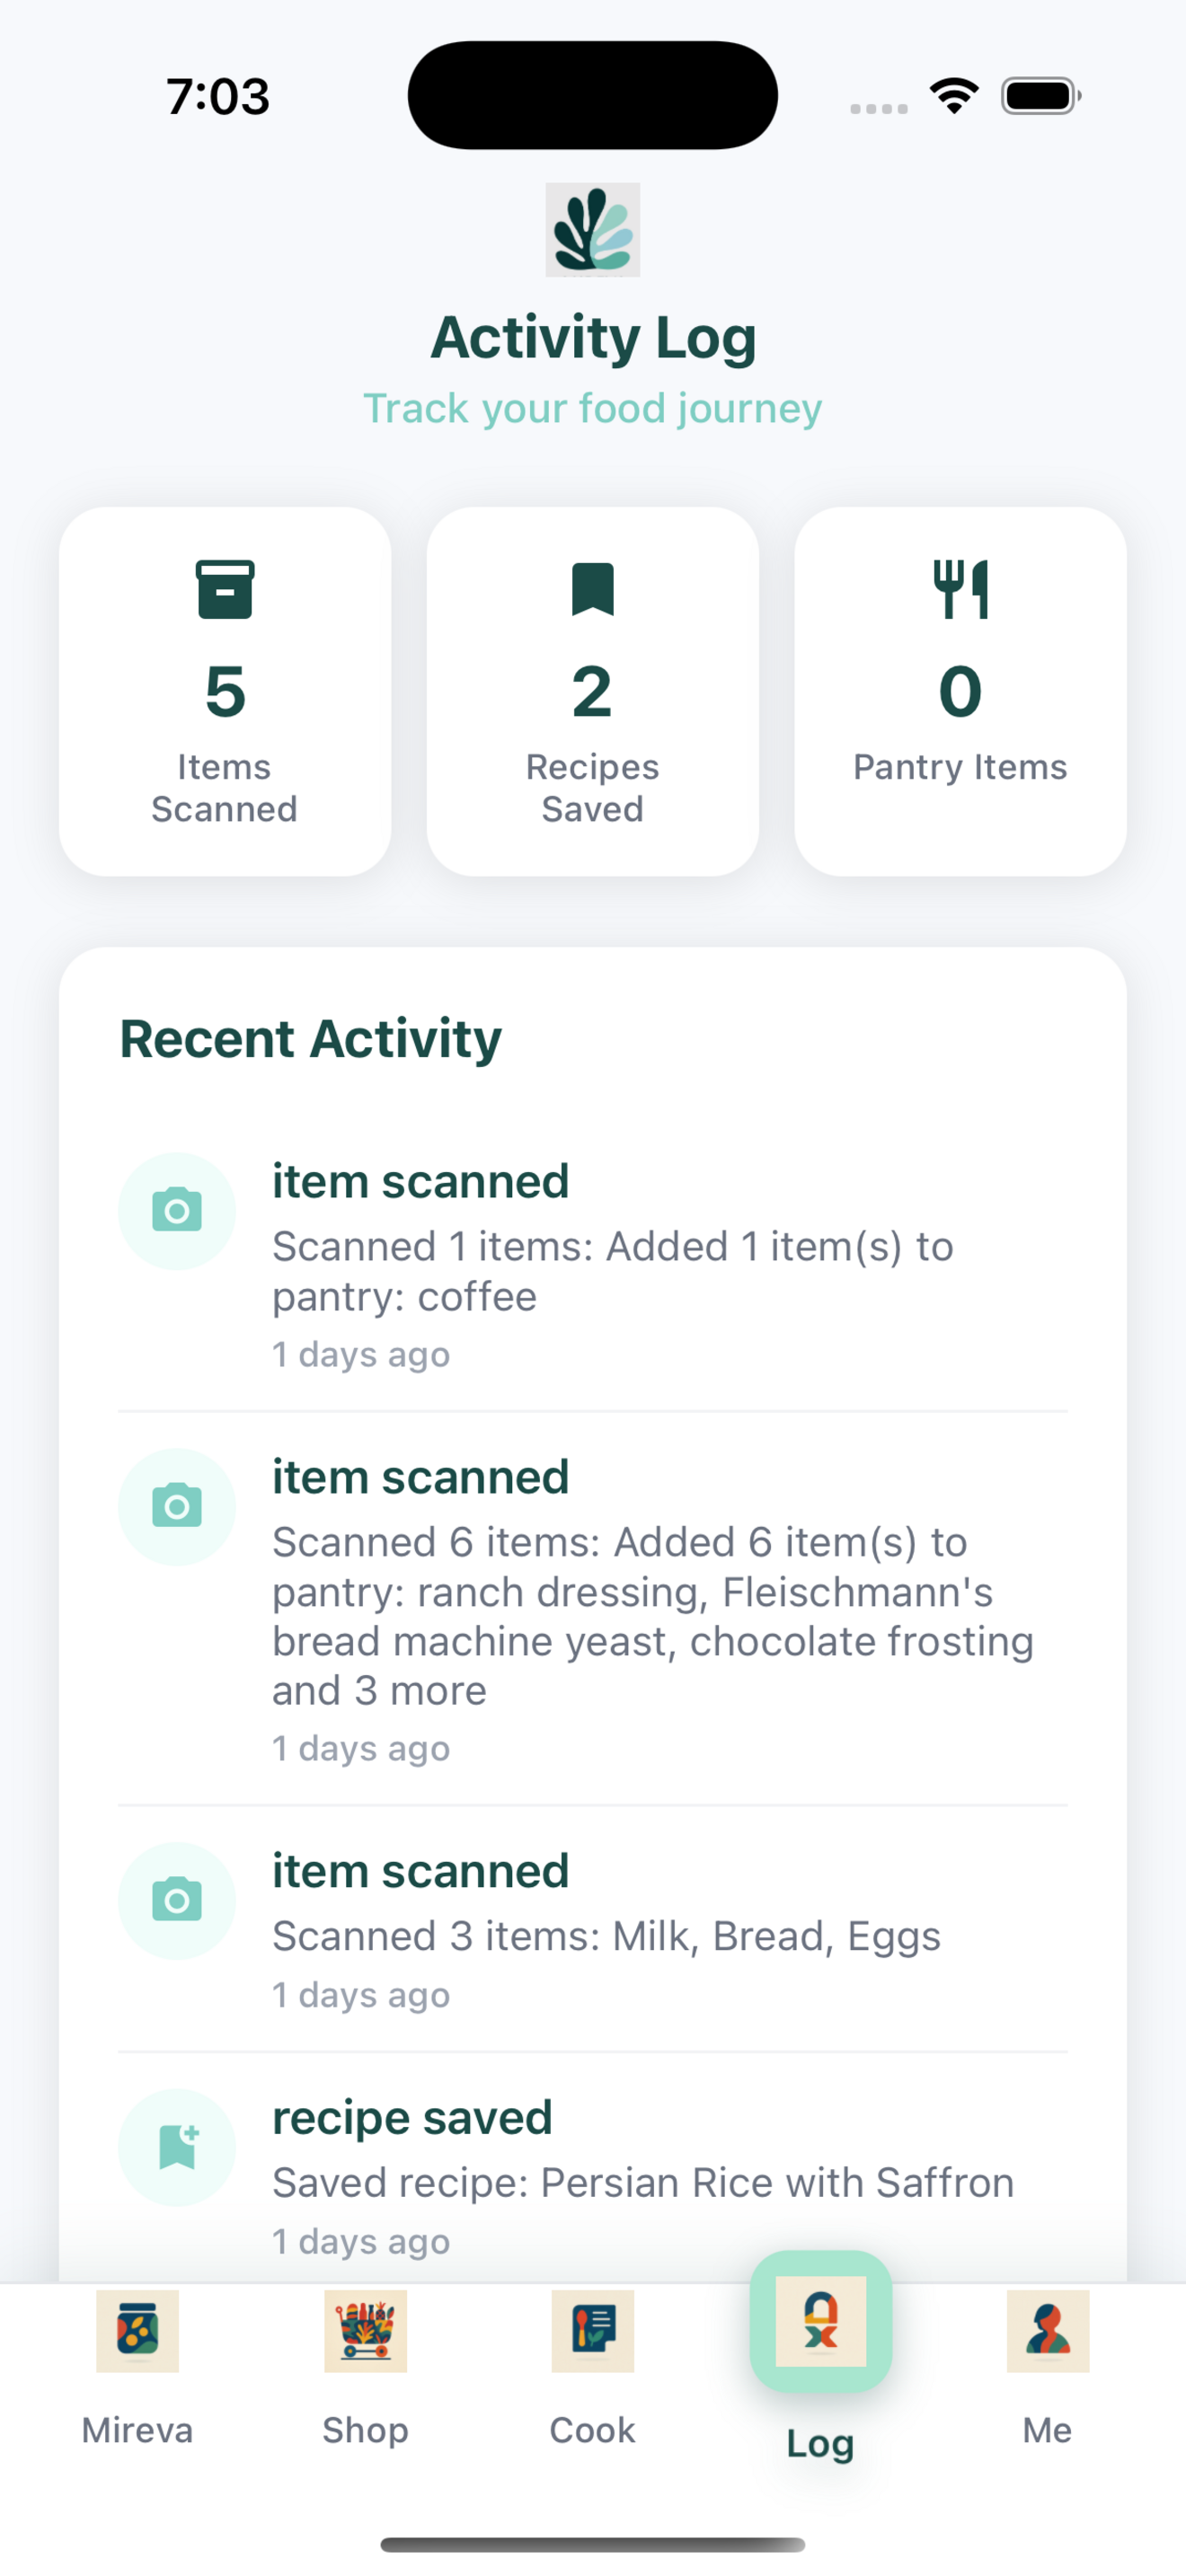 7:03
Activity Log
Track your food journey
5
Items
Scanned
2
Recipes
Saved
0
Pantry Items
Recent Activity
item scanned
Scanned 1 items: Added 1 item(s) to
pantry: coffee
1 days ago
item scanned
Scanned 6 items: Added 6 item(s) to
pantry: ranch dressing, Fleischmann's
bread machine yeast, chocolate frosting
and 3 more
1 days ago
item scanned
Scanned 3 items: Milk, Bread, Eggs
1 days ago
recipe saved
Saved recipe: Persian Rice with Saffron
1 days ago
Mireva
Shop
Cook
Log
Me